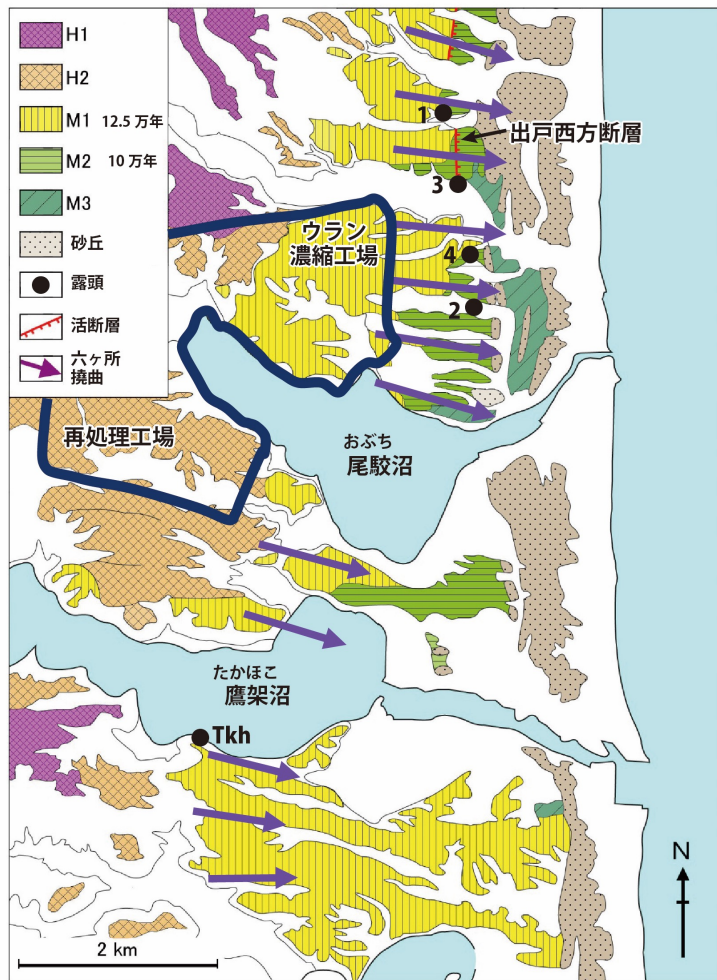 H1
H2
M1 12.5 万年
M2 10 万年
M3
砂丘
露頭
活断層
六ヶ所
撓曲
1
出戸西方断層
3
ウラン
濃縮工場
4
2
再処理工場
おぶち
尾駮沼
たかほこ
鷹架沼
Tkh
N
2 km